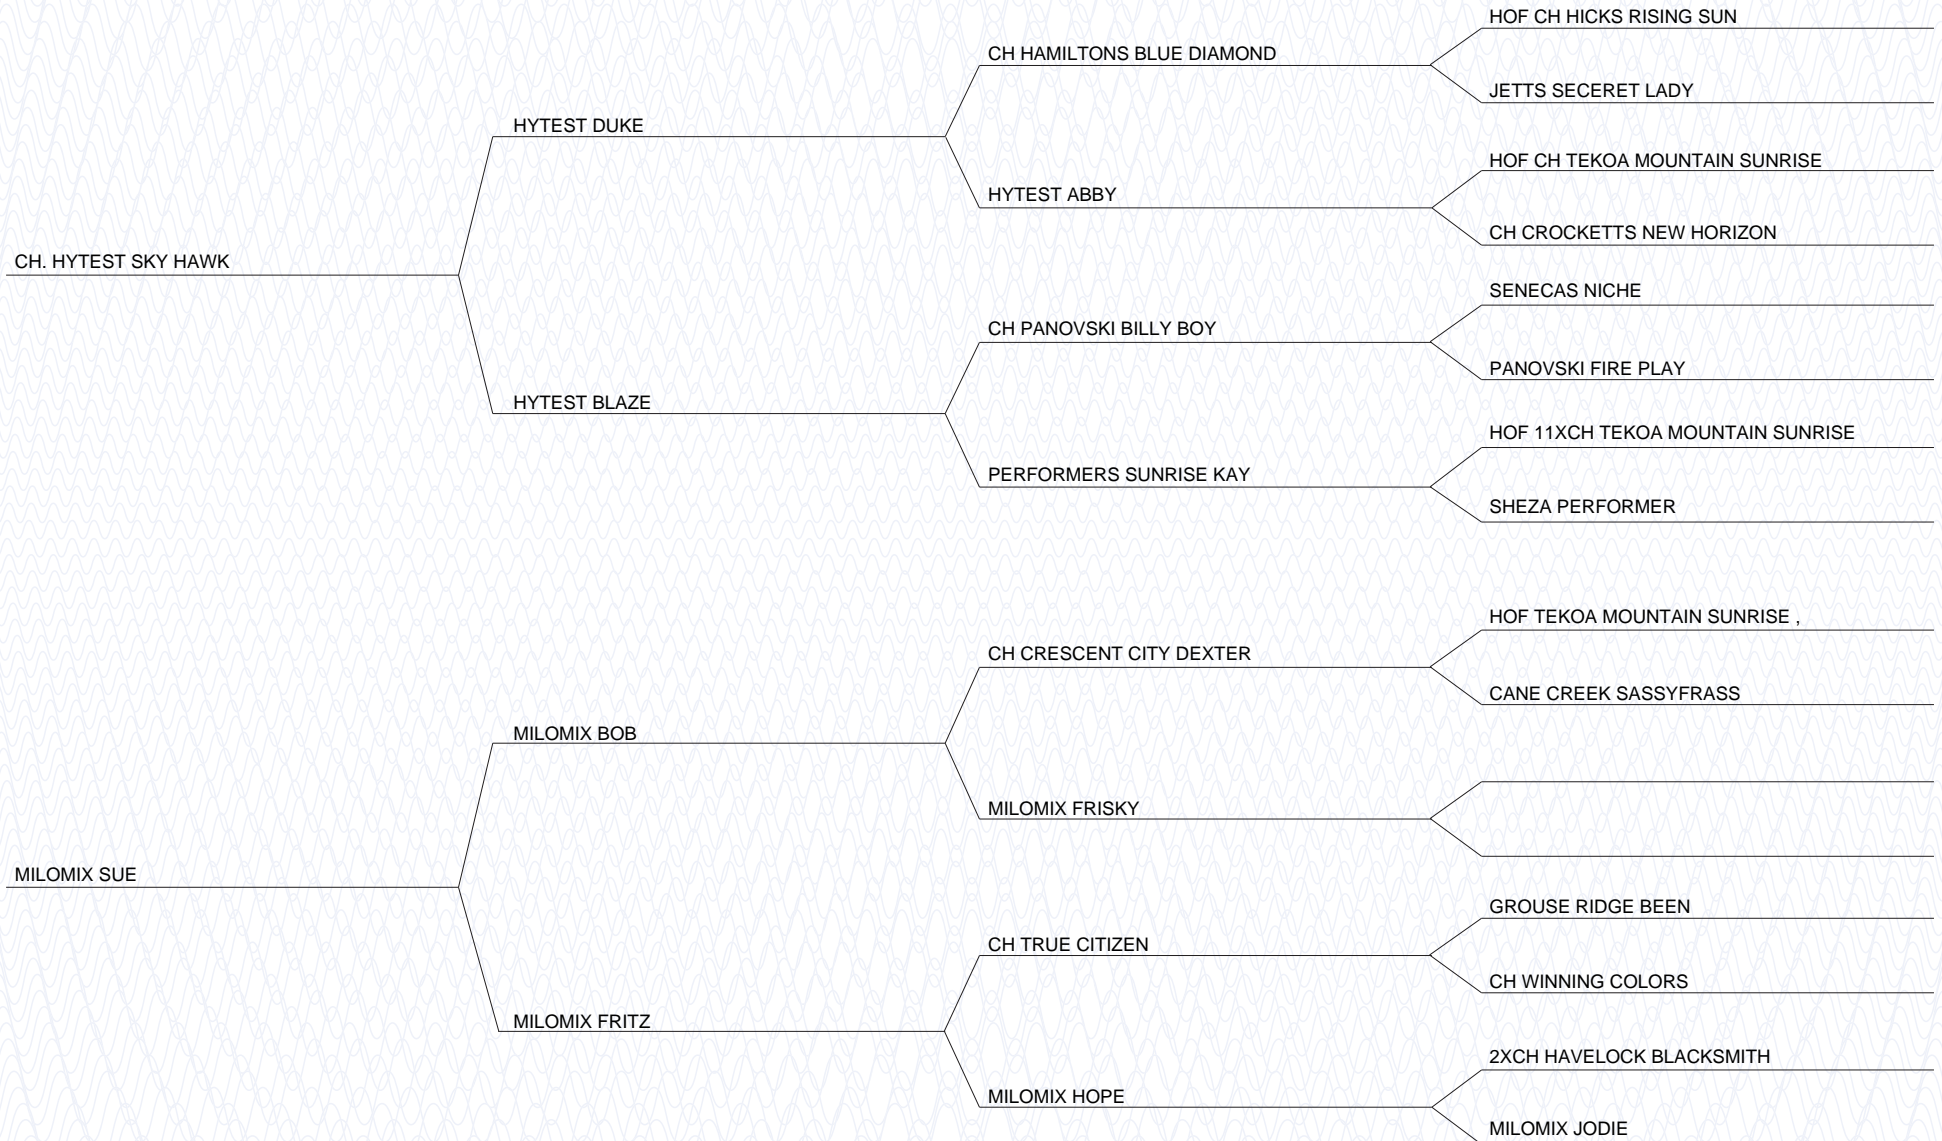 HOF CH HICKS RISING SUN
CH HAMILTONS BLUE DIAMOND
JETTS SECERET LADY
HYTEST DUKE
HOF CH TEKOA MOUNTAIN SUNRISE
HYTEST ABBY
CH CROCKETTS NEW HORIZON
CH. HYTEST SKY HAWK
SENECAS NICHE
CH PANOVSKI BILLY BOY
PANOVSKI FIRE PLAY
HYTEST BLAZE
HOF 11XCH TEKOA MOUNTAIN SUNRISE
PERFORMERS SUNRISE KAY
SHEZA PERFORMER
HOF TEKOA MOUNTAIN SUNRISE ,
CH CRESCENT CITY DEXTER
CANE CREEK SASSYFRASS
MILOMIX BOB
MILOMIX FRISKY
MILOMIX SUE
GROUSE RIDGE BEEN
CH TRUE CITIZEN
CH WINNING COLORS
MILOMIX FRITZ
2XCH HAVELOCK BLACKSMITH
MILOMIX HOPE
MILOMIX JODIE